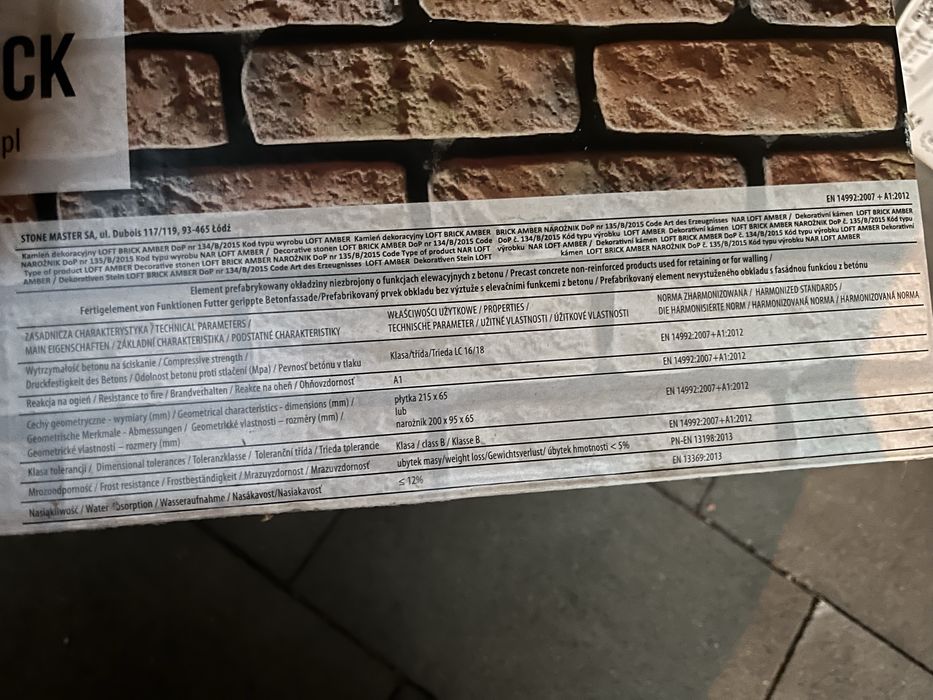 CK
pl
EN 14992:2007 + A1:2012
STONE MASTER SA, ul. Dubois 117/119, 93-465 Łódź
Kamień dekoracyjny LOFT BRICK AMBER DoP nr 134/B/2015 Kod typu wyrobu LOFT AMBER Kamień dekoracyjny LOFT BRICK AMBER
NAROŻNIK DoP nr 135/B/2015 Kod typu wyrobu NAR LOFT AMBER / Decorative stonen LOFT BRICK AMBER DoP nr 134/B/2015 Code
Type of product LOFT AMBER Decorative stonen LOFT BRICK AMBER NAROŻNIK DoP nr 135/B/2015 Code Type of product NAR LOFT
AMBER / Dekorativen Stein LOFT BRICK AMBER DoP nr 134/B/2015 Code Art des Erzeugnisses LOFT AMBER Dekorativen Stein LOFT
BRICK AMBER NAROŻNIK DoP nr 135/B/2015 Code Art des Erzeugnisses NAR LOFT AMBER / Dekorativní kámen LOFT BRICK AMBER
DoP č. 134/B/2015 Kód typu výrobku LOFT AMBER Dekorativní kámen LOFT BRICK AMBER NAROŻNIK DoP č. 135/B/2015 Kód typu
výrobku NAR LOFT AMBER / Dekoratívni kámen LOFT BRICK AMBER DoP č. 134/B/2015 Kód typu výrobku LOFT AMBER Dekoratívni
kámen LOFT BRICK AMBER NAROŻNIK DoP č. 135/B/2015 Kód typu výrobku NAR LOFT AMBER
Element prefabrykowany okładziny niezbrojony o funkcjach elewacyjnych z betonu / Precast concrete non-reinforced products used for retaining or for walling /
Fertigelement von Funktionen Futter gerippte Betonfassade/Prefabrikovaný prvek obkladu bez výztuže s elevačními funkcemi z betonu / Prefabrikovaný element nevystuženého obkladu s fasádnou funkciou z betónu
ZASADNICZA CHARAKTERYSTYKA / TECHNICAL PARAMETERS /
MAIN EIGENSCHAFTEN / ZÁKLADNÍ CHARAKTERISTIKA / PODSTATNÉ CHARAKTERISTIKY
WŁAŚCIWOŚCI UŻYTKOWE / PROPERTIES /
TECHNISCHE PARAMETER / UŽITNÉ VLASTNOSTI / ÚŽITKOVÉ VLASTNOSTI
NORMA ZHARMONIZOWANA / HARMONIZED STANDARDS /
DIE HARMONISIERTE NORM / HARMONIZOVANÁ NORMA / HARMONIZOVANÁ NORMA
Wytrzymałość betonu na ściskanie / Compressive strength /
Druckfestigkeit des Betons / Odolnost betonu proti stlačení (Mpa) / Pevnosť betónu v tlaku
Klasa/třída/Trieda LC 16/18
EN 14992:2007+A1:2012
Reakcja na ogień / Resistance to fire / Brandverhalten / Reakce na oheň / Ohňovzdornosť
A1
EN 14992:2007+A1:2012
Cechy geometryczne - wymiary (mm) / Geometrical characteristics - dimensions (mm) /
Geometrische Merkmale - Abmessungen / Geometrické vlastnosti – rozměry (mm) /
Geometrické vlastnosti – rozmery (mm)
płytka 215 x 65
lub
narożnik 200 x 95 x 65
EN 14992:2007+A1:2012
Klasa tolerancji / Dimensional tolerances / Toleranzklasse / Toleranční třída / Trieda tolerancie
Klasa / class B / Klasse B
EN 14992:2007+A1:2012
Mrozoodporność / Frost resistance / Frostbeständigkeit / Mrazuvzdornost / Mrazuvzdornosť
ubytek masy/weight loss/Gewichtsverlust/ úbytek hmotnosti < 5%
PN-EN 13198:2013
Nasiąkliwość / Water absorption / Wasseraufnahme / Nasákavost/Nasiakavosť
≤ 12%
EN 13369:2013